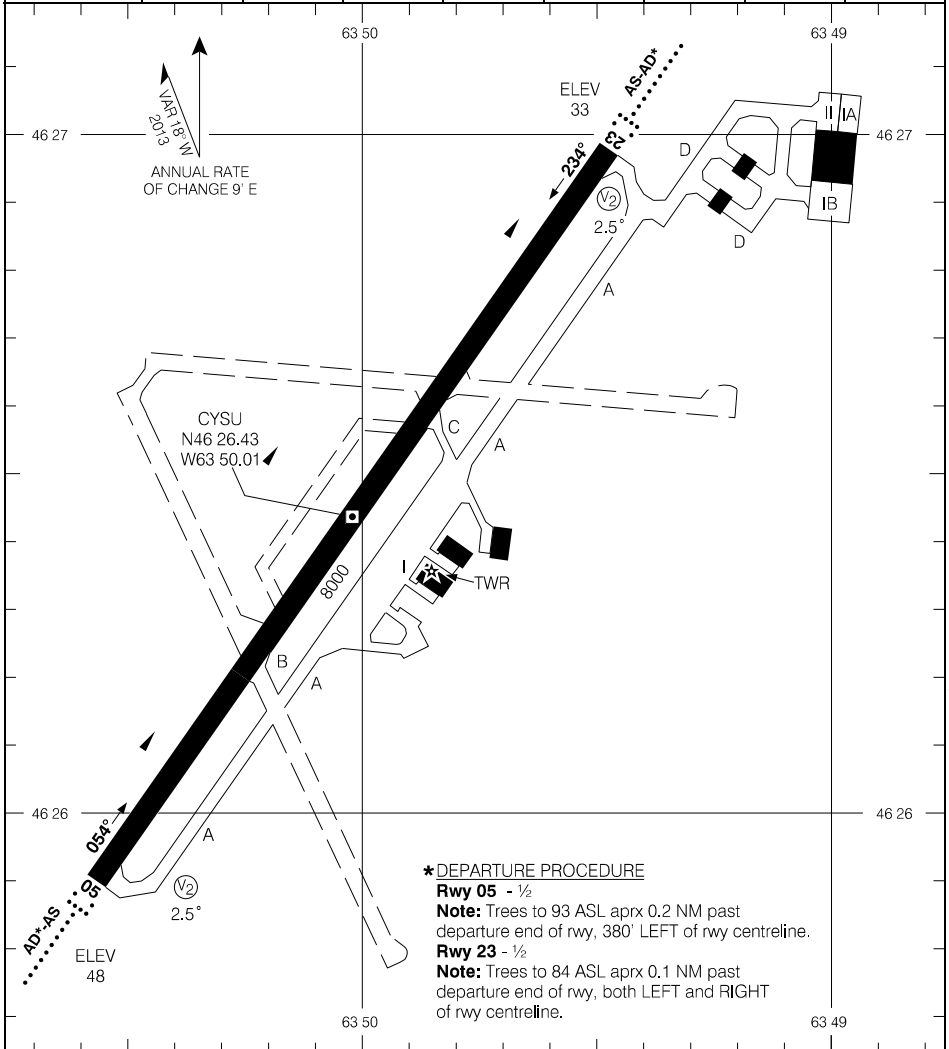 63 50
63 49
ELEV
33
AS-AD*
VAR 18° W
2013
46 27
46 27
23
II
IA
D
ANNUAL RATE
OF CHANGE 9' E
234°
V2
2.5°
IB
D
A
CYSU
N46 26.43
W63 50.01
C
A
8000
I
TWR
B
A
46 26
46 26
054°
A
05
V2
2.5°
AD*-AS
ELEV
48
* DEPARTURE PROCEDURE
Rwy 05 - ½
Note: Trees to 93 ASL aprx 0.2 NM past
departure end of rwy, 380' LEFT of rwy centreline.
Rwy 23 - ½
Note: Trees to 84 ASL aprx 0.1 NM past
departure end of rwy, both LEFT and RIGHT
of rwy centreline.
63 50
63 49